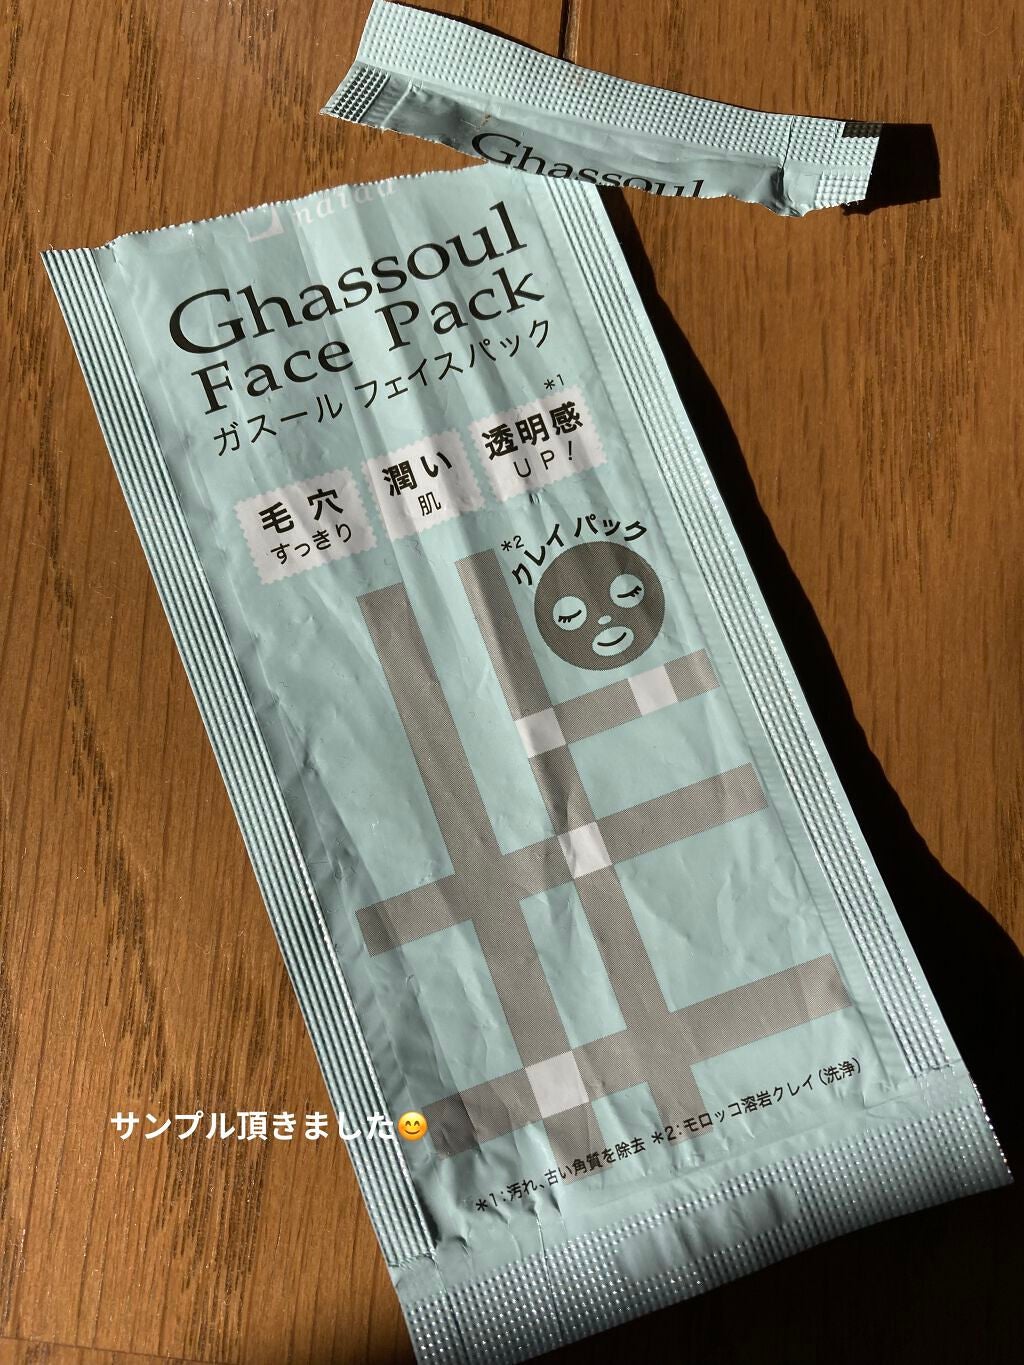 Ghassoul
naiad
Ghassoul
Face Pack
ガスール フェイスパック
*1
毛穴
すっきり
潤い
肌
透明感
UP!
*2
クレイパック
サンプル頂きました😊
*1:汚れ、古い角質を除去 *2:モロッコ溶岩クレイ(洗浄)